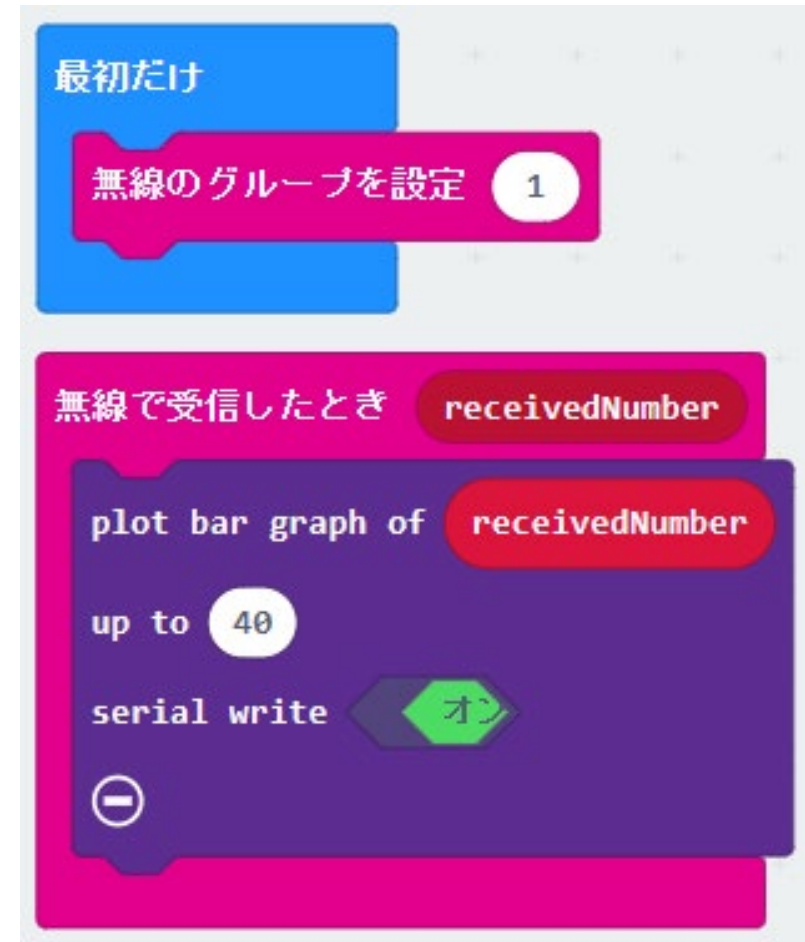 最初だけ
無線のグループを設定 1
無線で受信したとき receivedNumber
plot bar graph of receivedNumber
up to 40
serial write オン